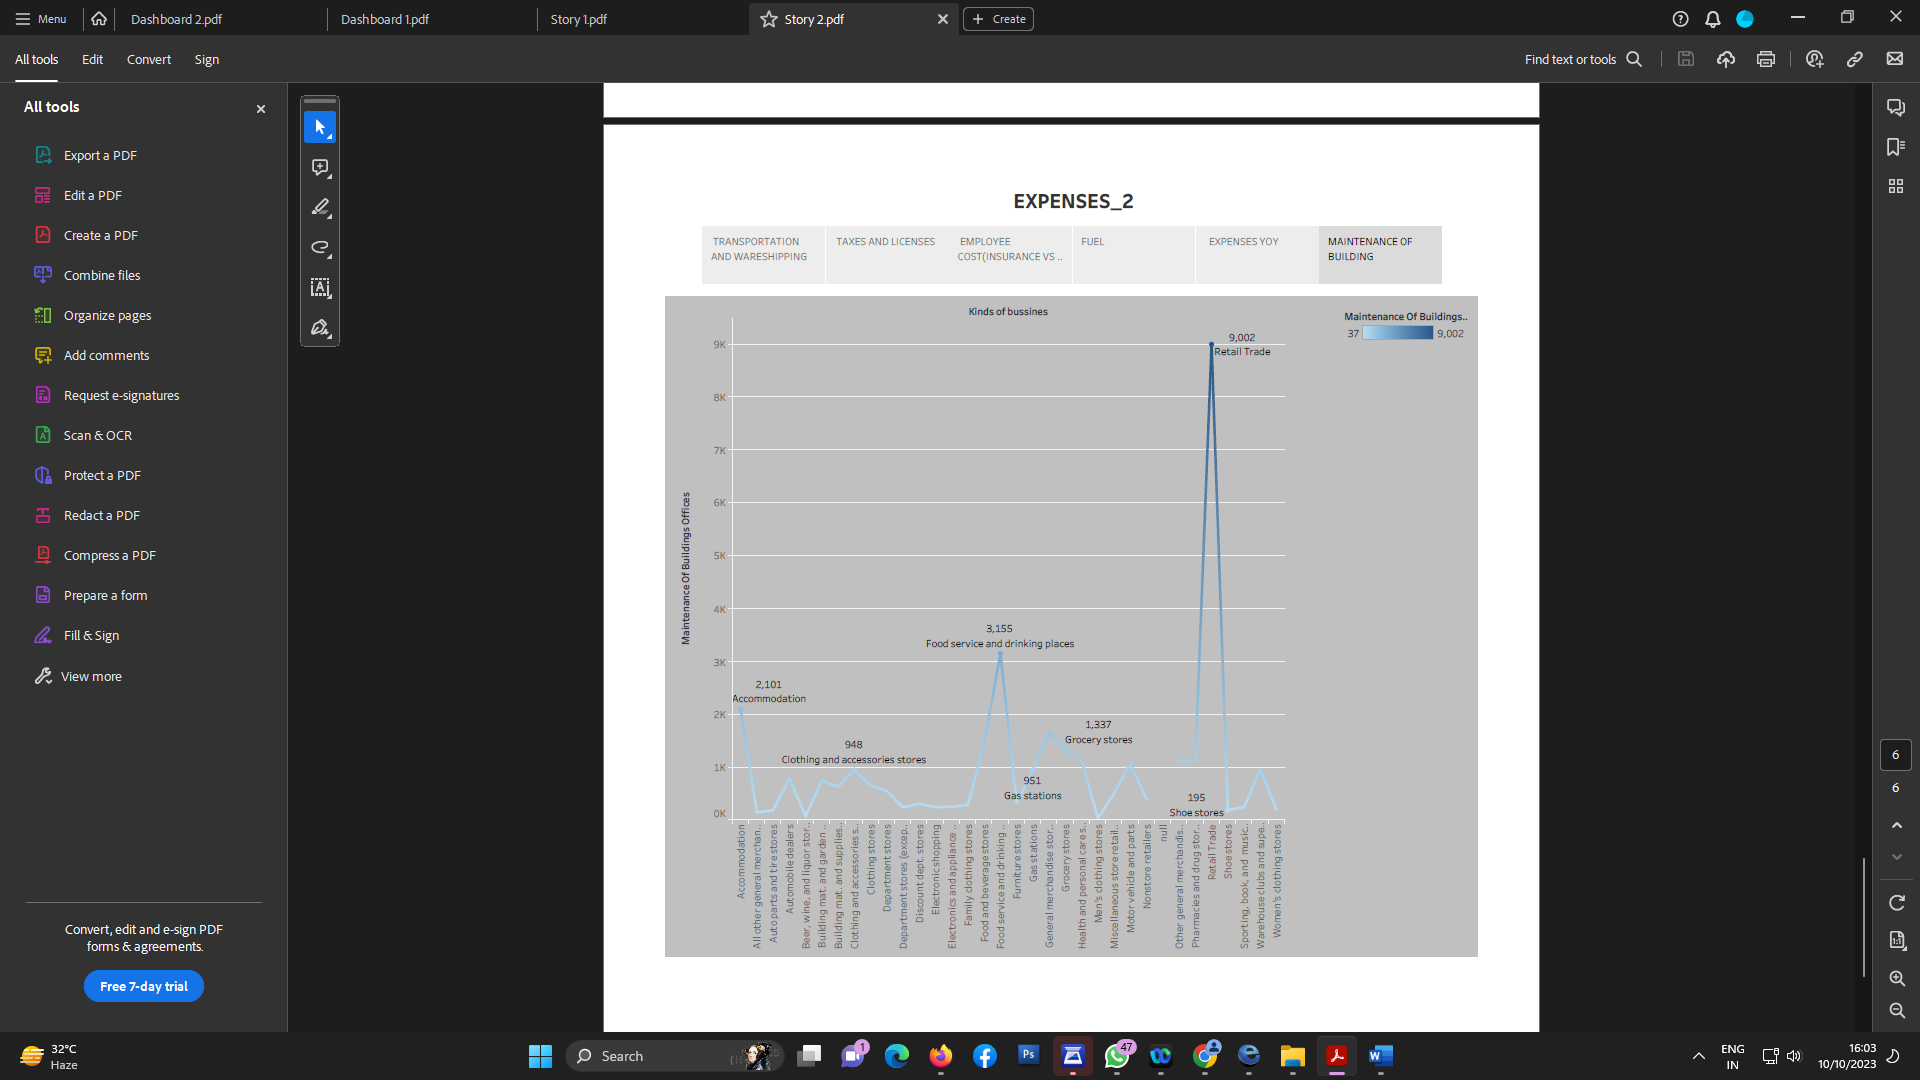 Menu
Dashboard 2.pdf
Dashboard 1.pdf
Story 1.pdf
Story 2.pdf
Create
All tools
Edit
Convert
Sign
Find text or tools
All tools
Export a PDF
Edit a PDF
Create a PDF
Combine files
Organize pages
Add comments
Request e-signatures
Scan & OCR
Protect a PDF
Redact a PDF
Compress a PDF
Prepare a form
Fill & Sign
View more
Convert, edit and e-sign PDF
forms & agreements.
Free 7-day trial
EXPENSES_2
TRANSPORTATION
AND WARESHIPPING
TAXES AND LICENSES
EMPLOYEE
COST(INSURANCE VS ..
FUEL
EXPENSES YOY
MAINTENANCE OF
BUILDING
Kinds of bussines
Maintenance Of Buildings..
37
9,002
Maintenance Of Buildings Offices
9K
8K
7K
6K
5K
4K
3K
2K
1K
0K
9,002
Retail Trade
3,155
Food service and drinking places
2,101
Accommodation
948
Clothing and accessories stores
1,337
Grocery stores
951
Gas stations
195
Shoe stores
Accommodation
All other general merchan..
Auto parts and tire stores
Automobile dealers
Beer, wine, and liquor stor..
Building mat. and garden ..
Building mat. and supplies..
Clothing and accessories s..
Clothing stores
Department stores
Department stores (excep..
Discount dept. stores
Electronic shopping
Electronics and appliance ..
Family clothing stores
Food and beverage stores
Food service and drinking ..
Furniture stores
Gas stations
General merchandise stor..
Grocery stores
Health and personal care s..
Men's clothing stores
Miscellaneous store retail..
Motor vehicle and parts
Nonstore retailers
null
Other general merchandis..
Pharmacies and drug stor..
Retail Trade
Shoe stores
Sporting, book, and music..
Warehouse clubs and supe..
Women's clothing stores
6
6
32°C
Haze
Search
1
Ps
47
ENG
IN
16:03
10/10/2023